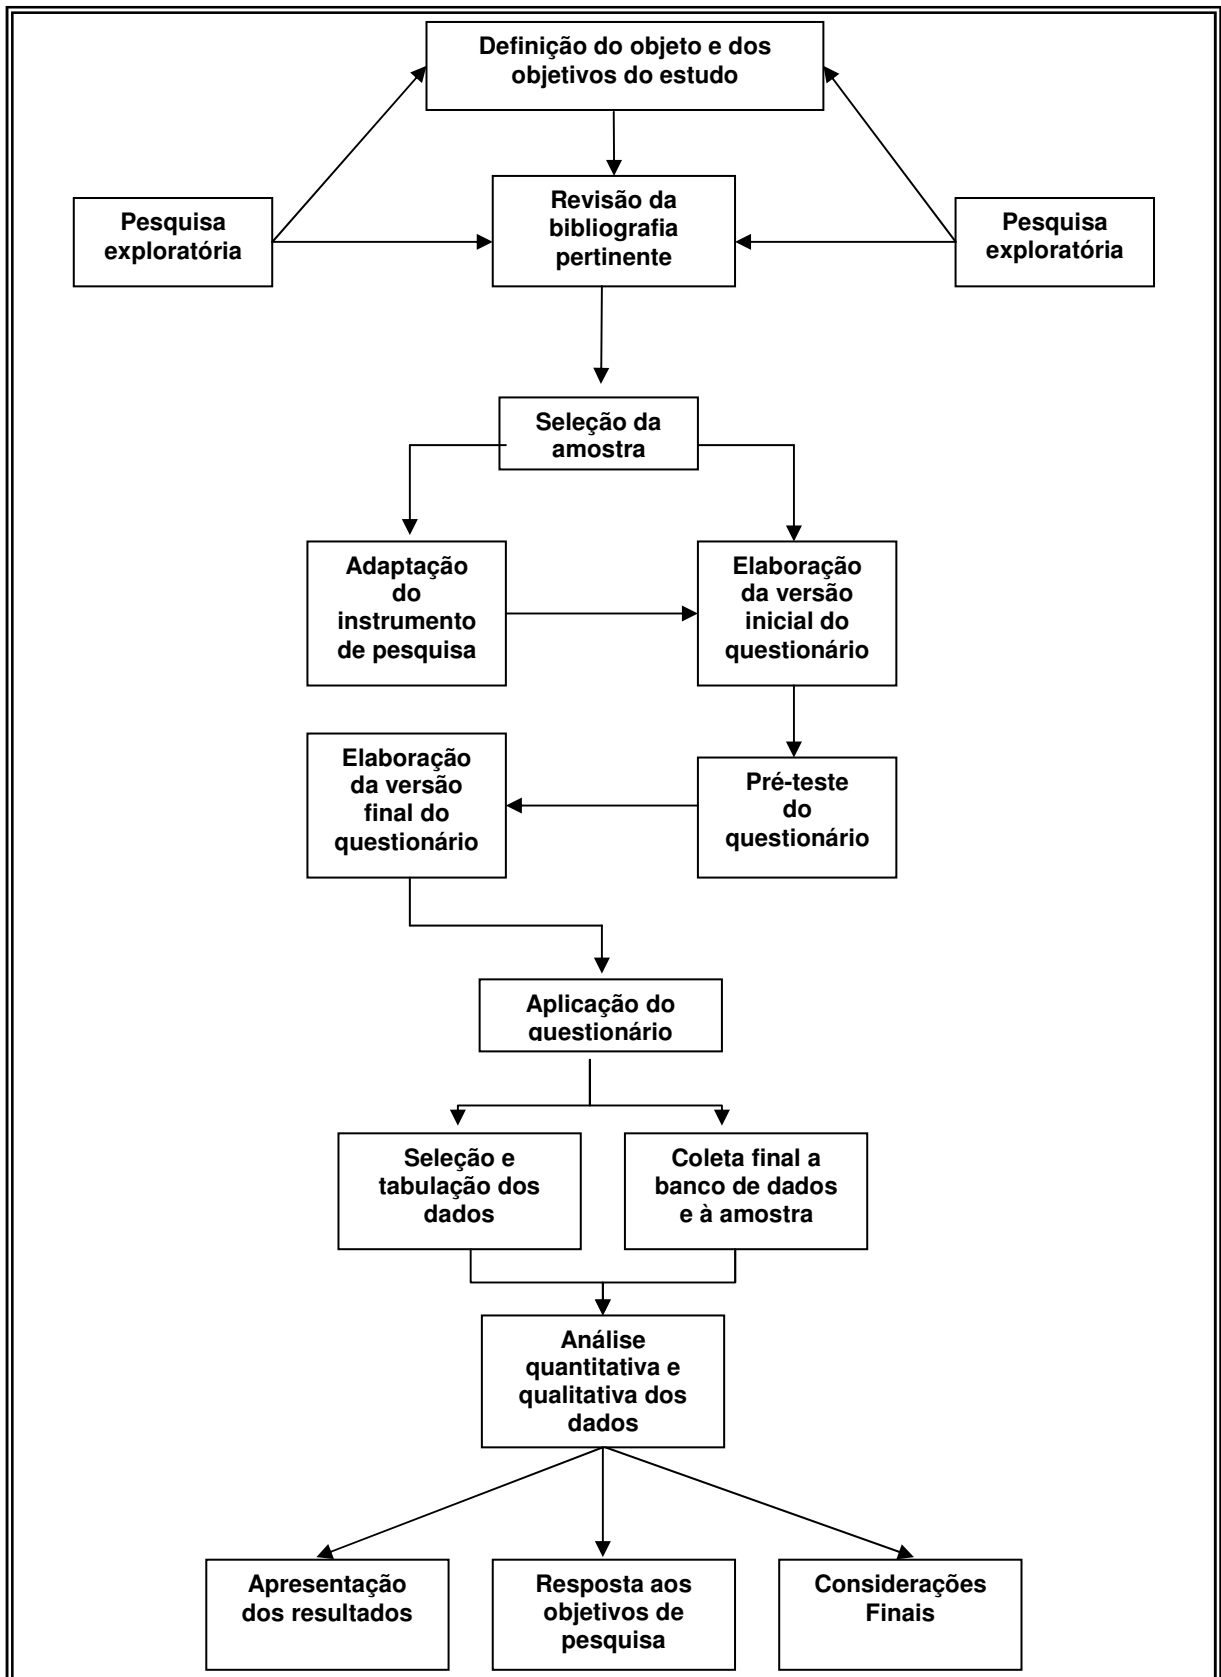 Definição do objeto e dos
objetivos do estudo
Pesquisa
exploratória
Revisão da
bibliografia
pertinente
Pesquisa
exploratória
Seleção da
amostra
Adaptação
do
instrumento
de pesquisa
Elaboração
da versão
inicial do
questionário
Elaboração
da versão
final do
questionário
Pré-teste
do
questionário
Aplicação do
questionário
Seleção e
tabulação dos
dados
Coleta final a
banco de dados
e à amostra
Análise
quantitativa e
qualitativa dos
dados
Apresentação
dos resultados
Resposta aos
objetivos de
pesquisa
Considerações
Finais